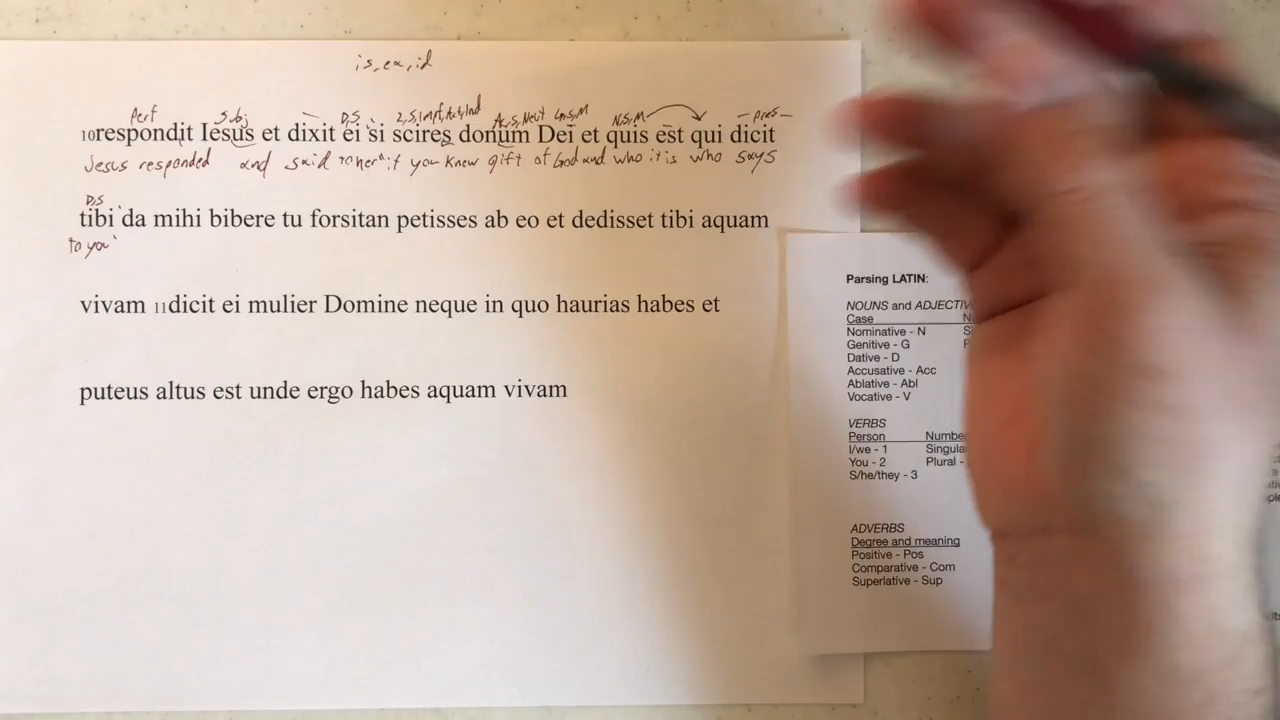 is, ea, id
Perf Subj D,S 2,S,Impf,Act,Ind Ac,S,Neut Gn,S,M N,S,M - pres -
10respondit Iesus et dixit ei si scires donum Dei et quis est qui dicit
Jesus responded and said to her "if you knew gift of God and who it is who says
D,S
tibi da mihi bibere tu forsitan petisses ab eo et dedisset tibi aquam
to you
vivam 11dicit ei mulier Domine neque in quo haurias habes et
puteus altus est unde ergo habes aquam vivam
Parsing LATIN:
NOUNS and ADJECTIV
Case N
Nominative - N S
Genitive - G P
Dative - D
Accusative - Acc
Ablative - Abl
Vocative - V
VERBS
Person Numbe
I/we - 1 Singula
You - 2 Plural -
S/he/they - 3
ADVERBS
Degree and meaning
Positive - Pos
Comparative - Com
Superlative - Sup